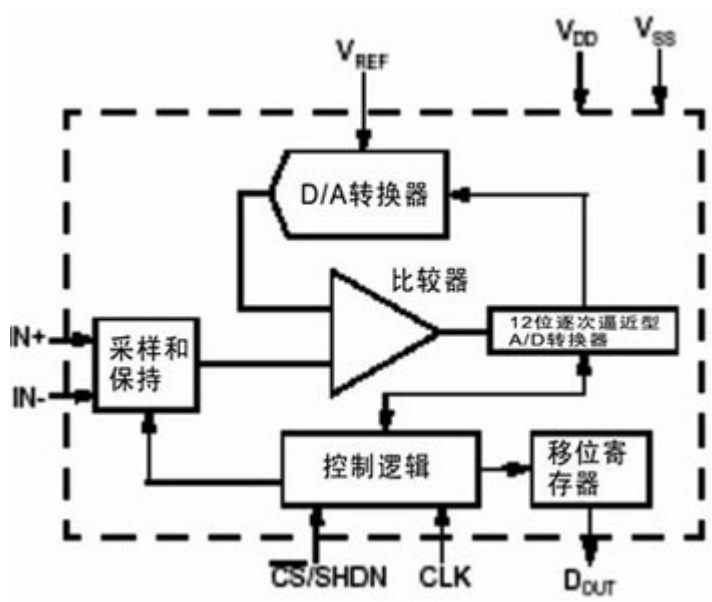 V_DD V_SS
V_REF
D/A转换器
比较器
12位逐次逼近型
A/D转换器
IN+
采样和
保持
IN-
控制逻辑
移位寄
存器
C̅S̅/SHDN CLK
D_OUT